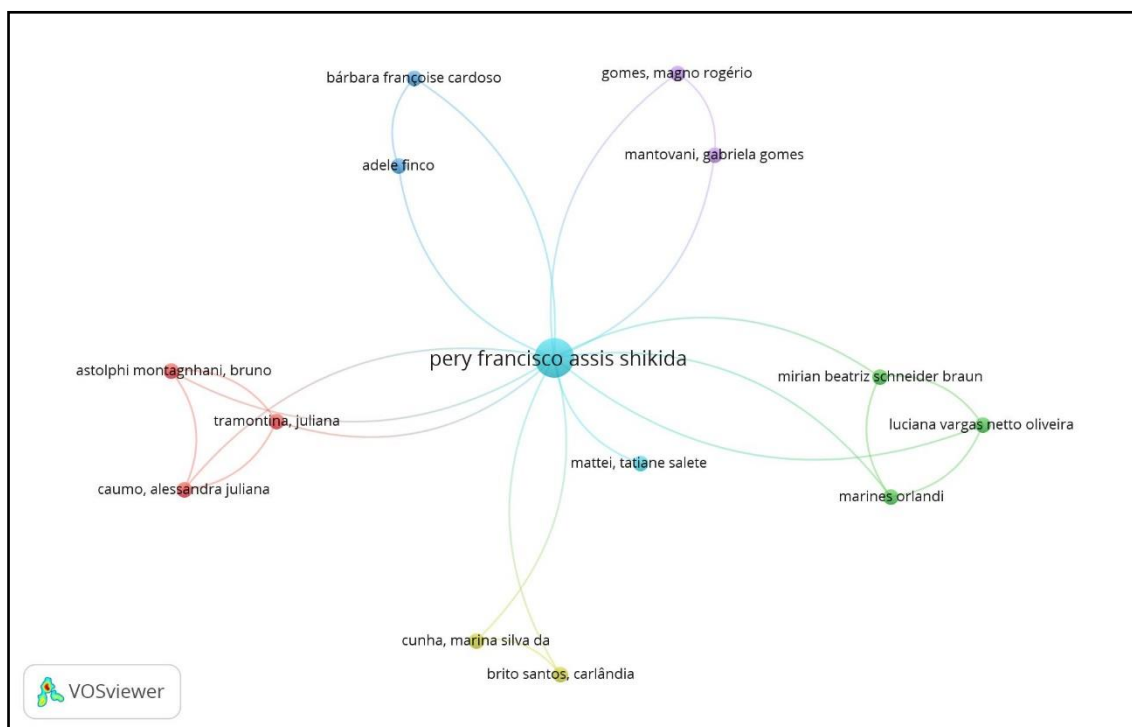 bárbara françoise cardoso
gomes, magno rogério
mantovani, gabriela gomes
adele finco
pery francisco assis shikida
astolphi montagnhani, bruno
mirian beatriz schneider braun
tramontina, juliana
luciana vargas netto oliveira
mattei, tatiane salete
caumo, alessandra juliana
marines orlandi
cunha, marina silva da
brito santos, carlândia
VOSviewer